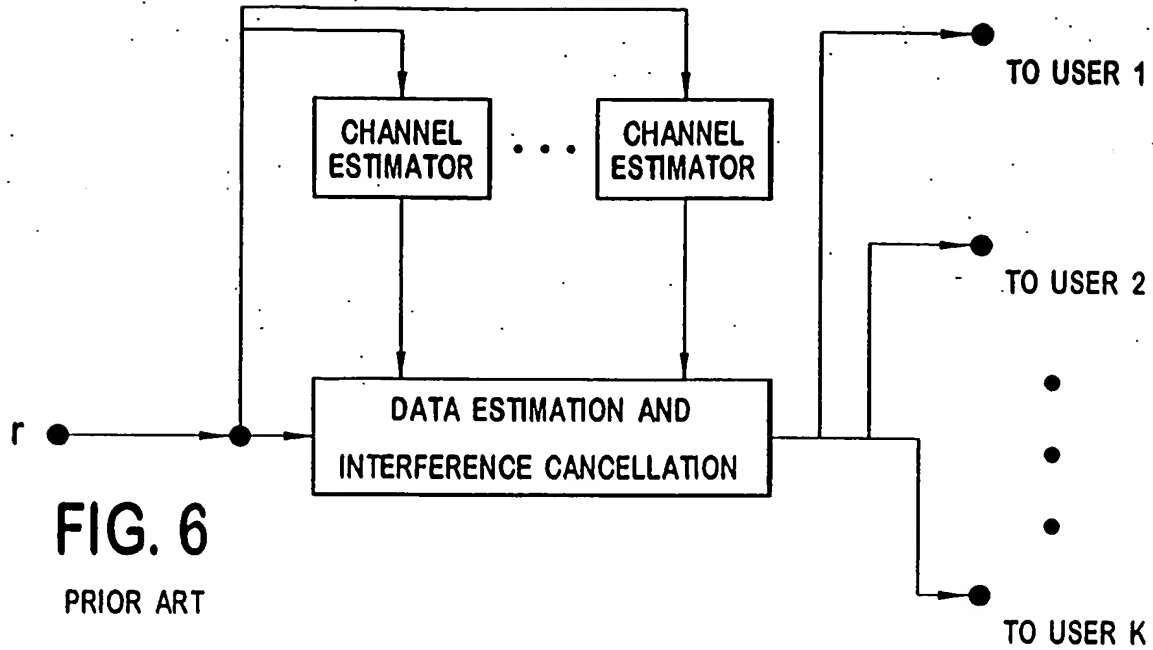 TO USER 1
CHANNEL
ESTIMATOR
CHANNEL
ESTIMATOR
TO USER 2
DATA ESTIMATION AND
INTERFERENCE CANCELLATION
r
FIG. 6
PRIOR ART
TO USER K